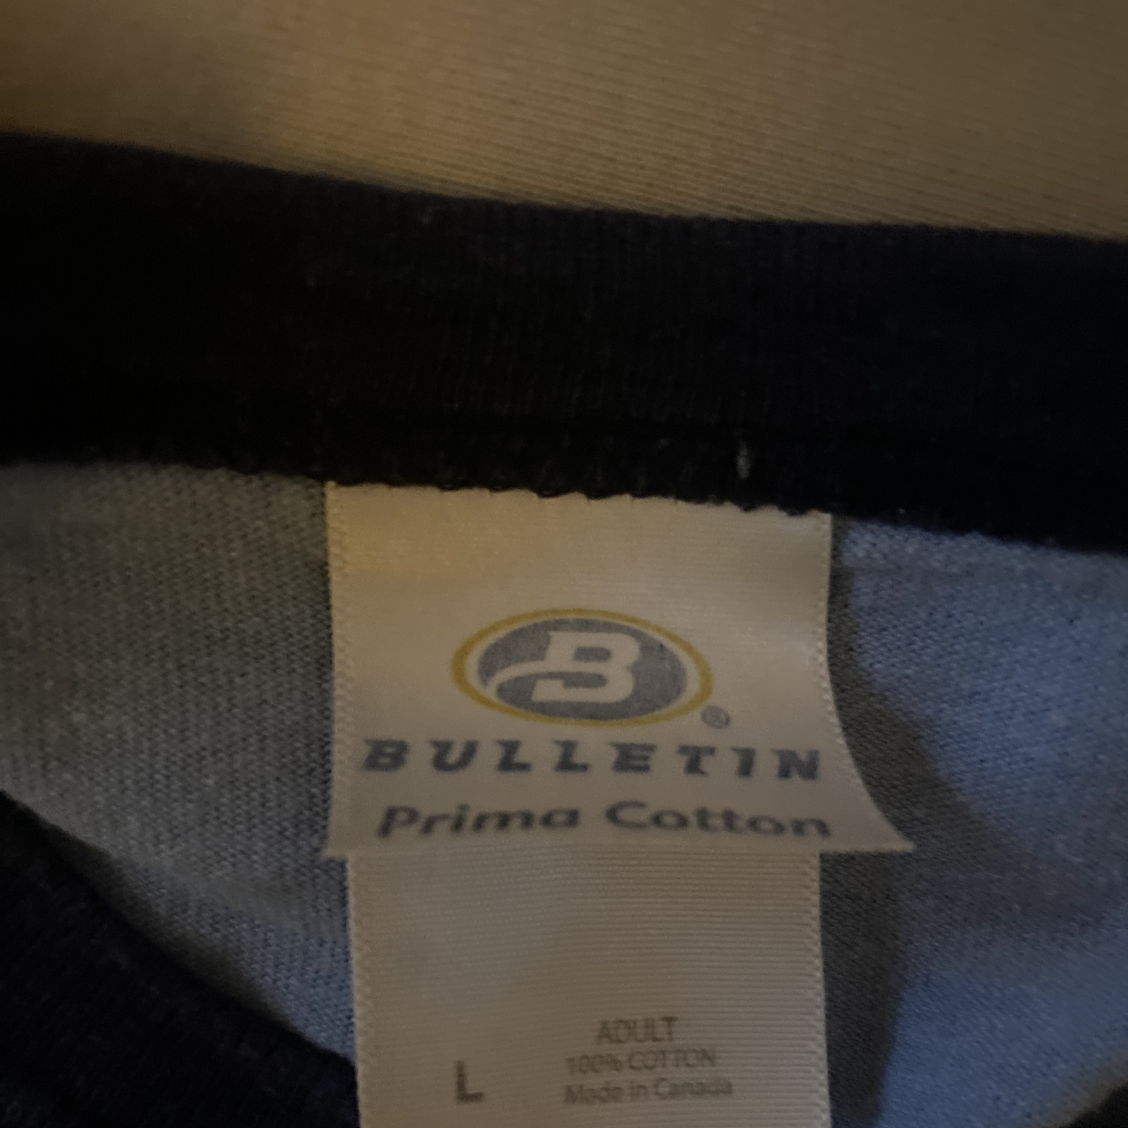 B
®
BULLETIN
Prima Cotton
ADULT
L
100% COTTON
Made in Canada